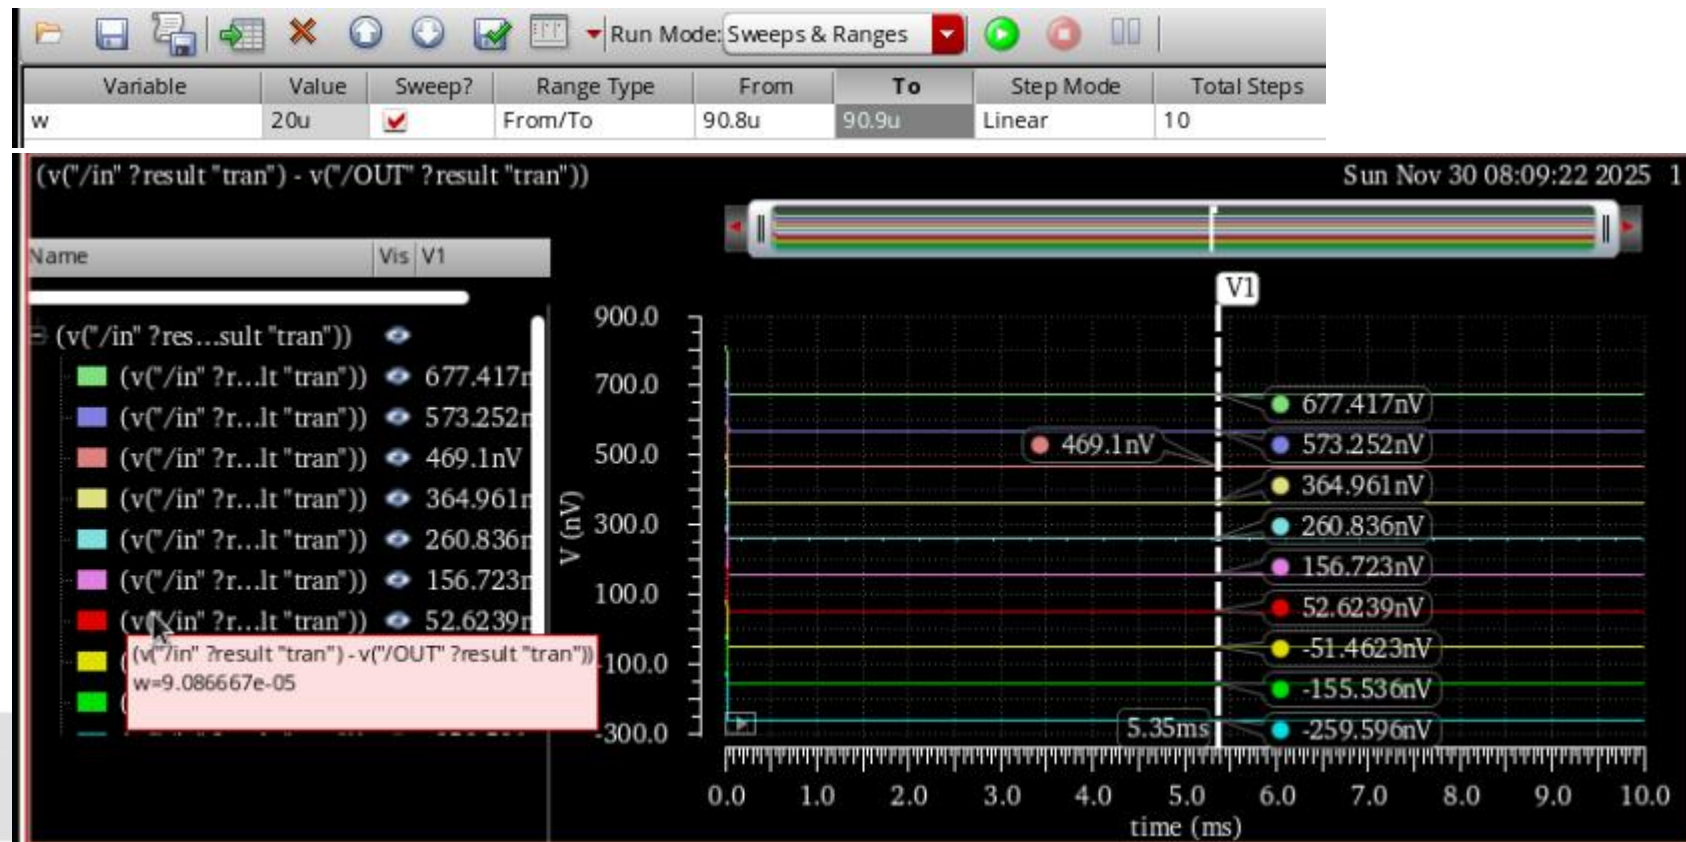 Run Mode: Sweeps & Ranges
Variable Value Sweep? Range Type From To Step Mode Total Steps
w 20u From/To 90.8u 90.9u Linear 10
(v("/in" ?result "tran") - v("/OUT" ?result "tran"))
Sun Nov 30 08:09:22 2025 1
Name Vis V1
(v("/in" ?res...sult "tran"))
(v("/in" ?r...lt "tran")) 677.417n
(v("/in" ?r...lt "tran")) 573.252n
(v("/in" ?r...lt "tran")) 469.1nV
(v("/in" ?r...lt "tran")) 364.961n
(v("/in" ?r...lt "tran")) 260.836n
(v("/in" ?r...lt "tran")) 156.723n
(v("/in" ?r...lt "tran")) 52.6239n
(v("/in" ?result "tran") - v("/OUT" ?result "tran"))
w=9.086667e-05
V1
900.0
700.0
500.0
300.0
100.0
-100.0
-300.0
V (nV)
677.417nV
469.1nV
573.252nV
364.961nV
260.836nV
156.723nV
52.6239nV
-51.4623nV
-155.536nV
5.35ms
-259.596nV
0.0 1.0 2.0 3.0 4.0 5.0 6.0 7.0 8.0 9.0 10.0
time (ms)